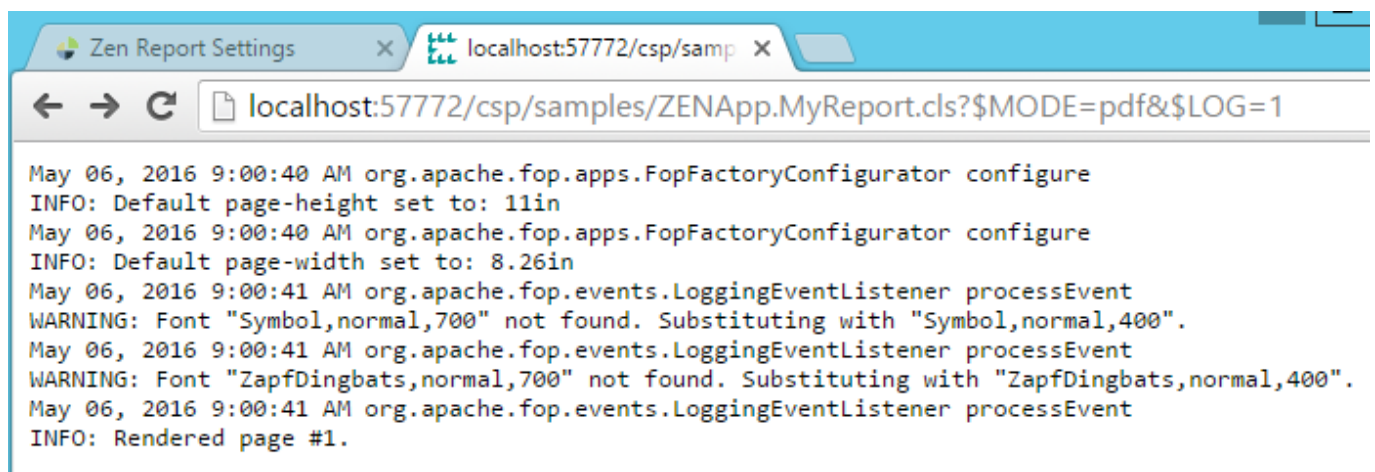 Zen Report Settings
localhost:57772/csp/samp
localhost:57772/csp/samples/ZENApp.MyReport.cls?$MODE=pdf&$LOG=1
May 06, 2016 9:00:40 AM org.apache.fop.apps.FopFactoryConfigurator configure
INFO: Default page-height set to: 11in
May 06, 2016 9:00:40 AM org.apache.fop.apps.FopFactoryConfigurator configure
INFO: Default page-width set to: 8.26in
May 06, 2016 9:00:41 AM org.apache.fop.events.LoggingEventListener processEvent
WARNING: Font "Symbol,normal,700" not found. Substituting with "Symbol,normal,400".
May 06, 2016 9:00:41 AM org.apache.fop.events.LoggingEventListener processEvent
WARNING: Font "ZapfDingbats,normal,700" not found. Substituting with "ZapfDingbats,normal,400".
May 06, 2016 9:00:41 AM org.apache.fop.events.LoggingEventListener processEvent
INFO: Rendered page #1.